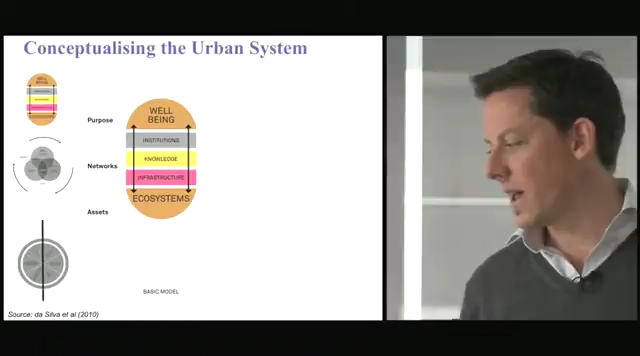 Conceptualising the Urban System
WELL
BEING
Purpose
INSTITUTIONS
Networks
KNOWLEDGE
INFRASTRUCTURE
ECOSYSTEMS
Assets
BASIC MODEL
Source: da Silva et al (2010)